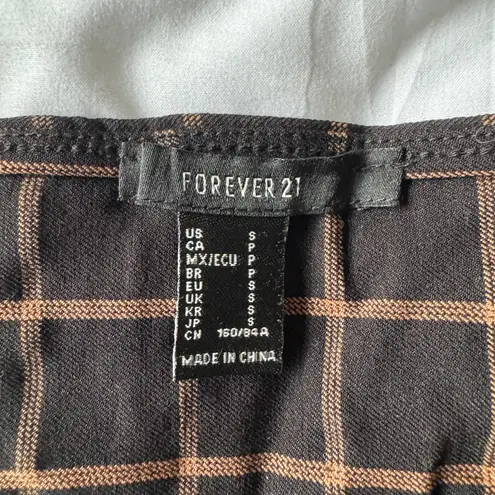 FOREVER 21
US S
CA P
MX/ECU P
BR P
EU S
UK S
KR S
JP S
CN 160/84A
MADE IN CHINA